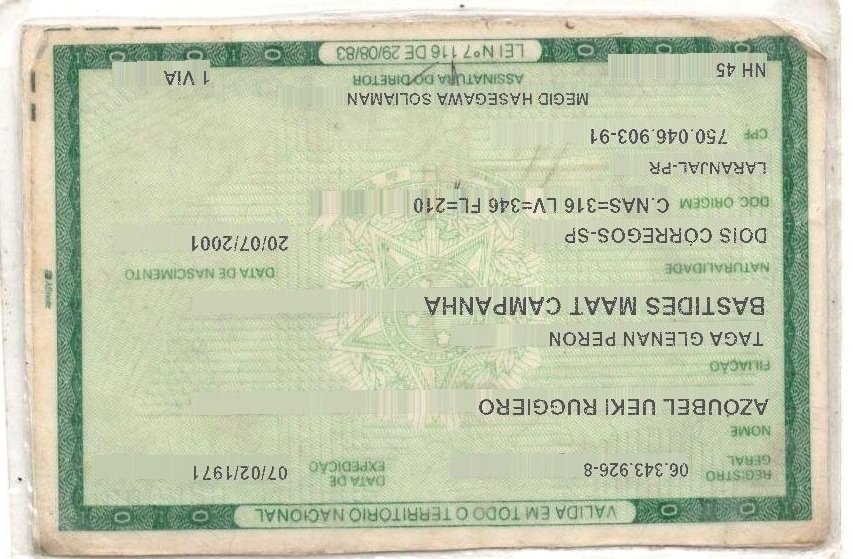 VÁLIDA EM TODO O TERRITÓRIO NACIONAL
REGISTRO GERAL 06.343.926-8 DATA DE EXPEDIÇÃO 07/02/1971
NOME
AZOUBEL UEKI RUGGIERO
FILIAÇÃO
TAGA GLENAN PERON
BASTIDES MAAT CAMPANHA
NATURALIDADE DATA DE NASCIMENTO
DOIS CÓRREGOS-SP 20/07/2001
DOC ORIGEM C.NAS=316 LV=346 FL=210
LARANJAL-PR
CPF 750.046.903-91
MEGID HASEGAWA SOLIAMAN
NH 45 ASSINATURA DO DIRETOR 1 VIA
LEI Nº 7.116 DE 29/08/83